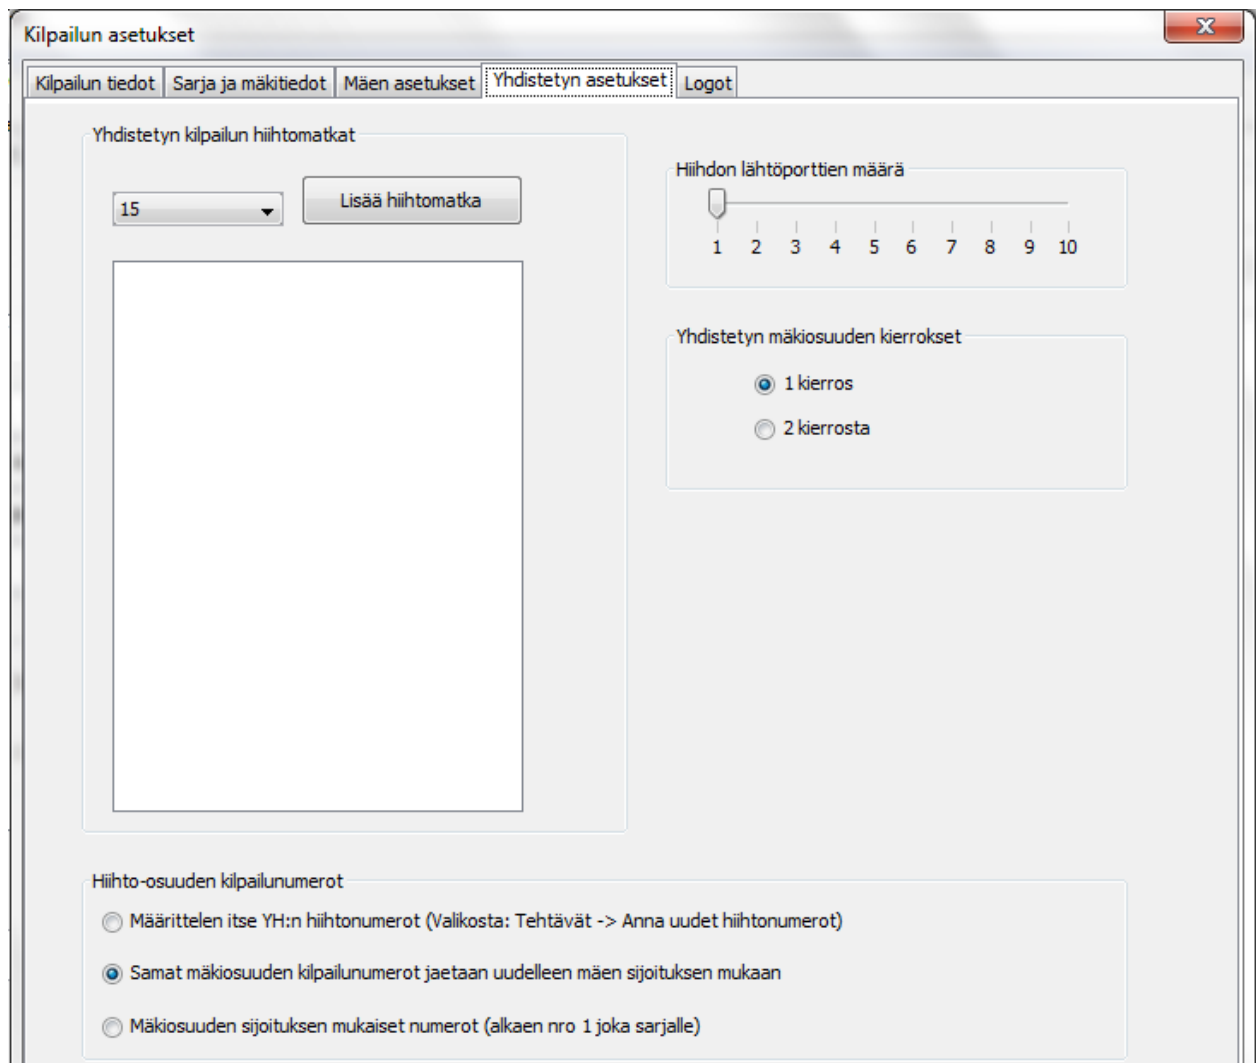 Kilpailun asetukset
X
Kilpailun tiedot Sarja ja mäkitiedot Mäen asetukset Yhdistetyn asetukset Logot
Yhdistetyn kilpailun hiihtomatkat
15 Lisää hiihtomatka
Hiihdon lähtöporttien määrä
1 2 3 4 5 6 7 8 9 10
Yhdistetyn mäkiosuuden kierrokset
1 kierros
2 kierrosta
Hiihto-osuuden kilpailunumerot
Määrittelen itse YH:n hiihtonumerot (Valikosta: Tehtävät -> Anna uudet hiihtonumerot)
Samat mäkiosuuden kilpailunumerot jaetaan uudelleen mäen sijoituksen mukaan
Mäkiosuuden sijoituksen mukaiset numerot (alkaen nro 1 joka sarjalle)